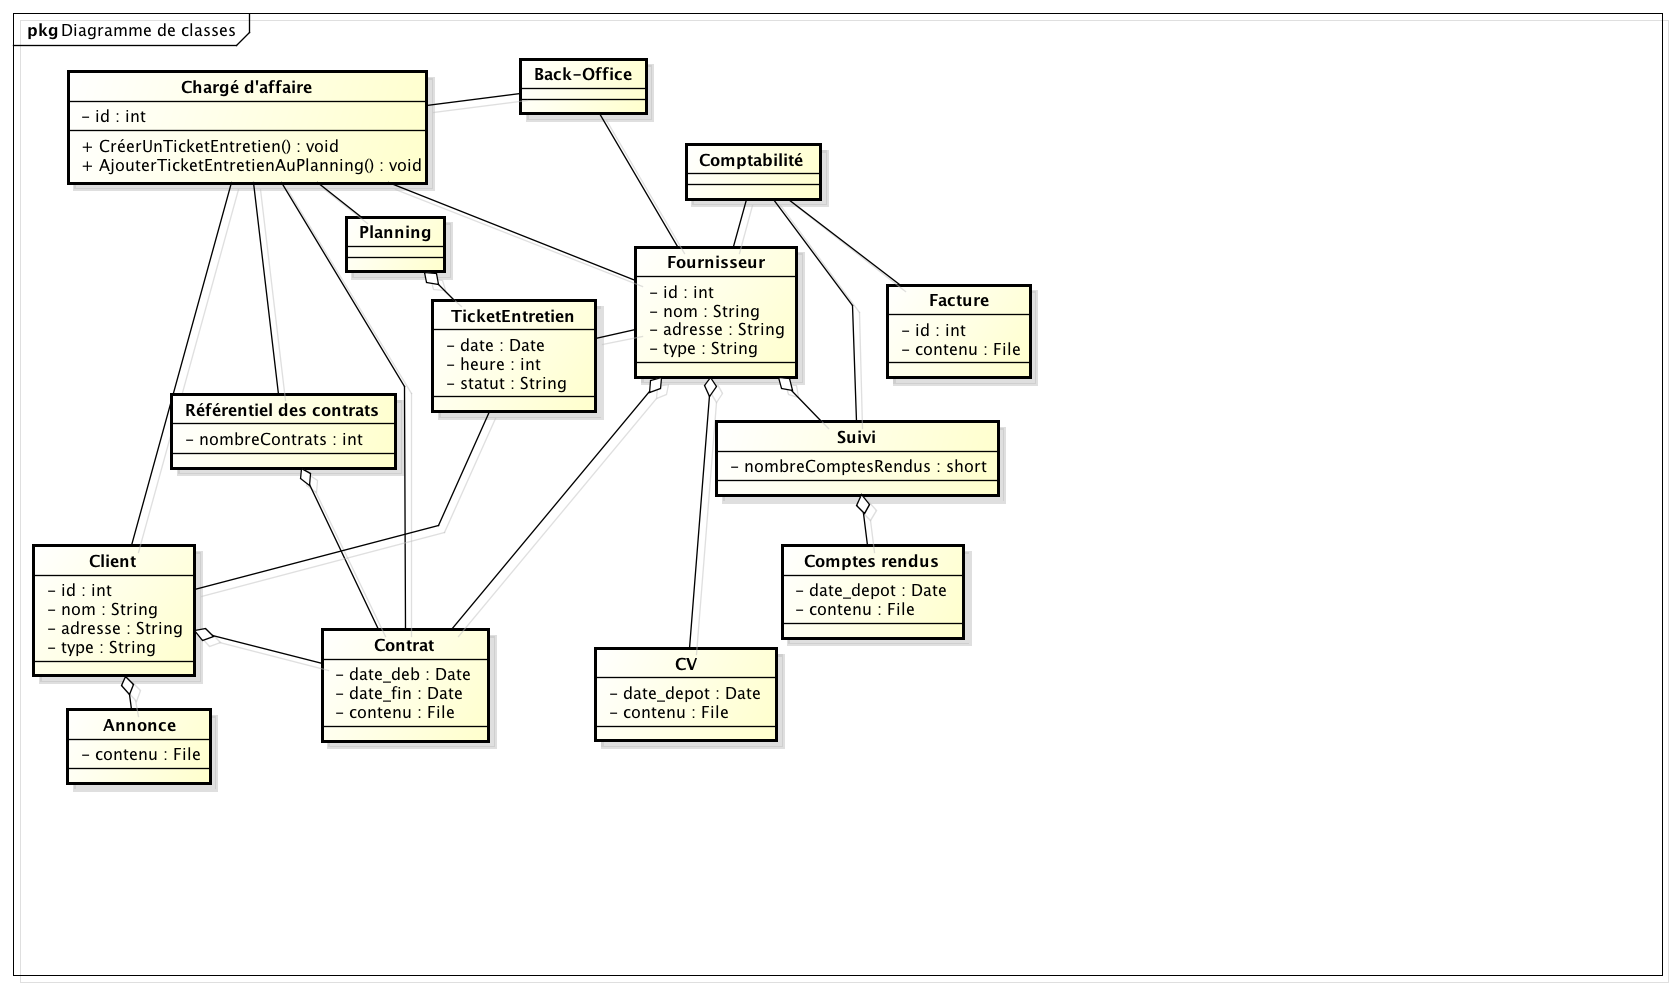 pkg Diagramme de classes
Chargé d'affaire
- id : int
+ CréerUnTicketEntretien() : void
+ AjouterTicketEntretienAuPlanning() : void
Back-Office
Comptabilité
Planning
Fournisseur
- id : int
- nom : String
- adresse : String
- type : String
Facture
- id : int
- contenu : File
TicketEntretien
- date : Date
- heure : int
- statut : String
Référentiel des contrats
- nombreContrats : int
Suivi
- nombreComptesRendus : short
Client
- id : int
- nom : String
- adresse : String
- type : String
Comptes rendus
- date_depot : Date
- contenu : File
Contrat
- date_deb : Date
- date_fin : Date
- contenu : File
CV
- date_depot : Date
- contenu : File
Annonce
- contenu : File